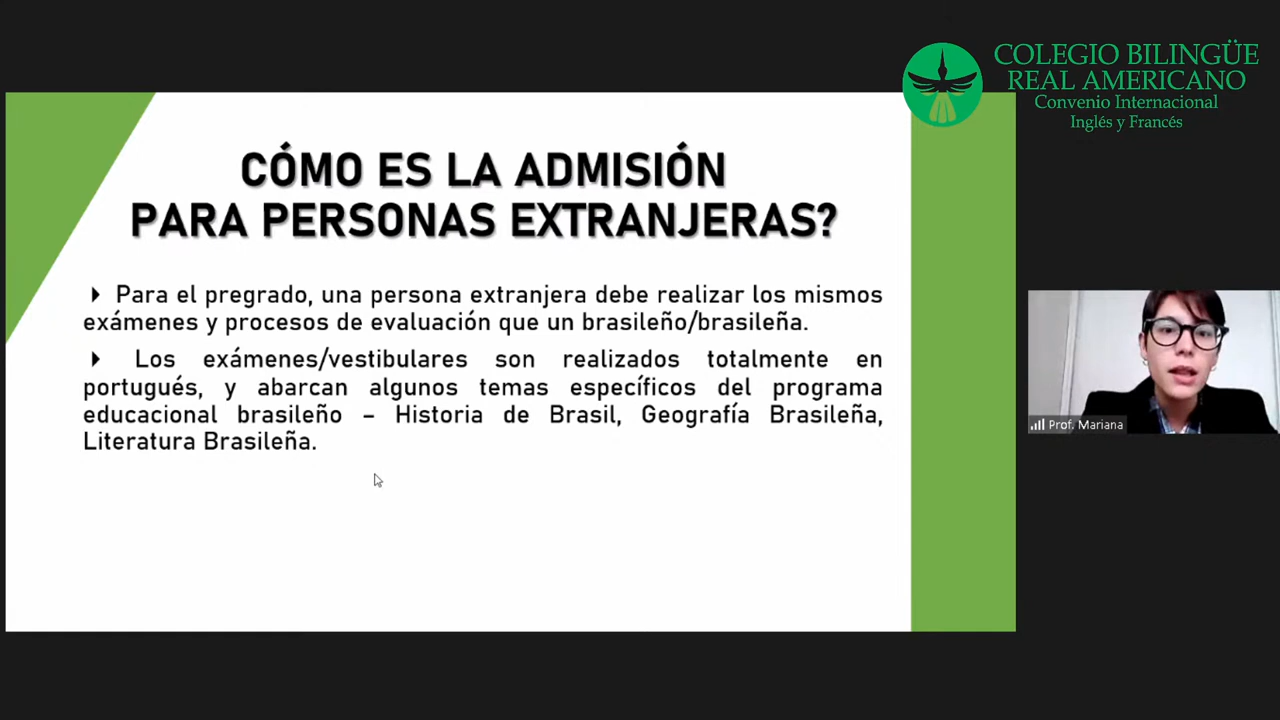 COLEGIO BILINGÜE
REAL AMERICANO
Convenio Internacional
Inglés y Francés
CÓMO ES LA ADMISIÓN
PARA PERSONAS EXTRANJERAS?
Para el pregrado, una persona extranjera debe realizar los mismos
exámenes y procesos de evaluación que un brasileño/brasileña.
Los exámenes/vestibulares son realizados totalmente en
portugués, y abarcan algunos temas específicos del programa
educacional brasileño – Historia de Brasil, Geografía Brasileña,
Literatura Brasileña.
Prof. Mariana